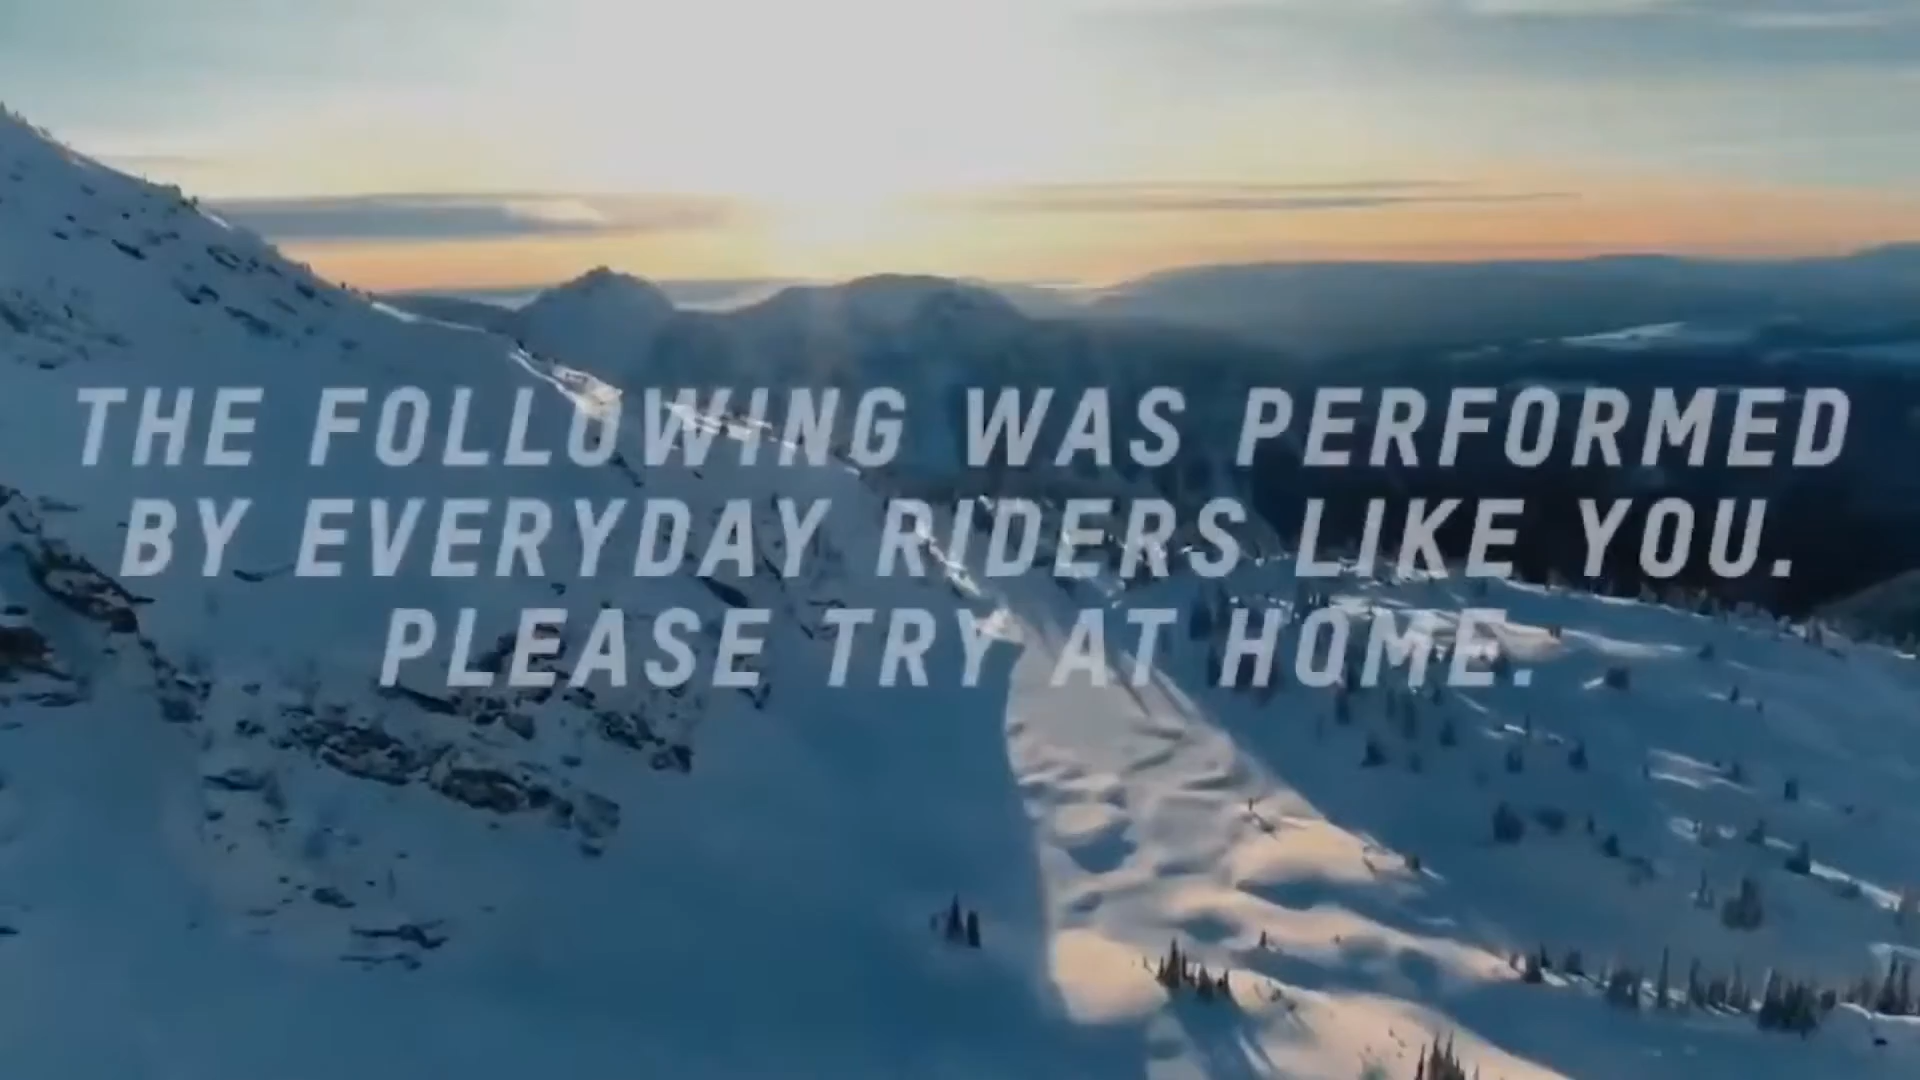 THE FOLLOWING WAS PERFORMED
BY EVERYDAY RIDERS LIKE YOU.
PLEASE TRY AT HOME.